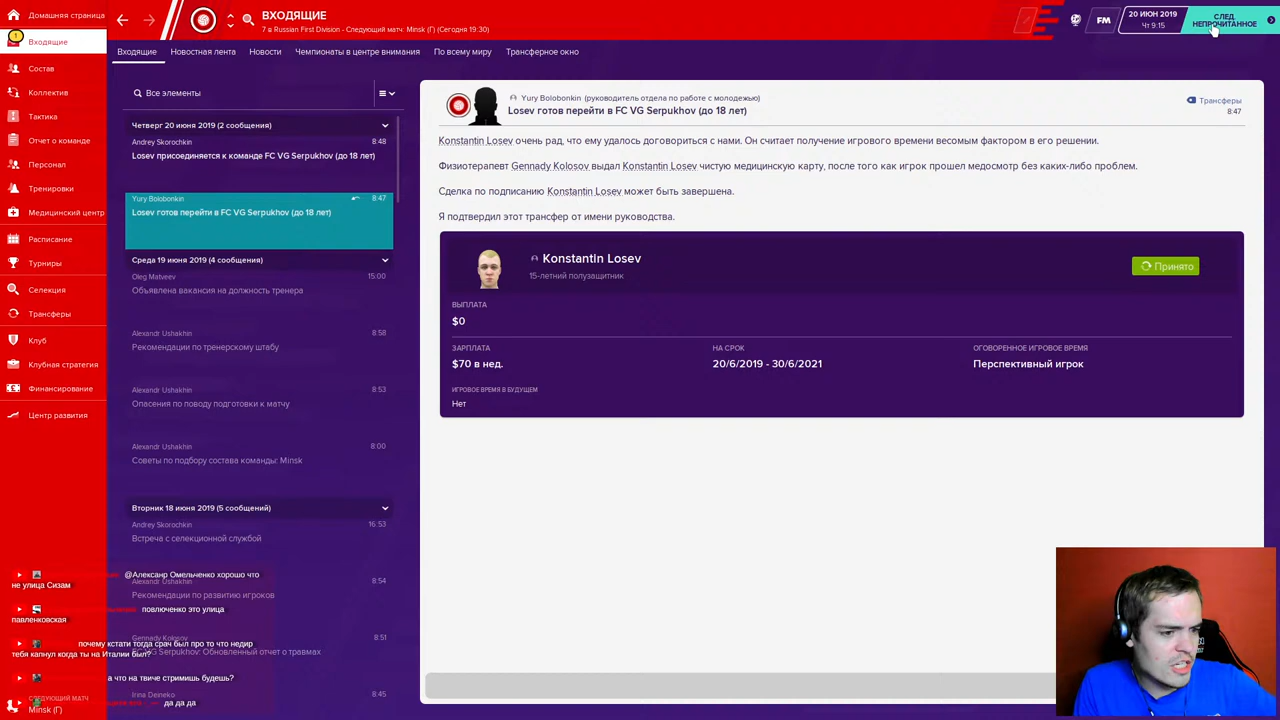 Домашняя страница
Входящие
Состав
Коллектив
Тактика
Отчет о команде
Персонал
Тренировки
Медицинский центр
Расписание
Турниры
Селекция
Трансферы
Клуб
Клубная стратегия
Финансирование
Центр развития
СЛЕДУЮЩИЙ МАТЧ
Minsk (Г)
ВХОДЯЩИЕ
7 в Russian First Division - Следующий матч: Minsk (Г) (Сегодня 19:30)
FM
20 ИЮН 2019
Чт 9:15
СЛЕД.
НЕПРОЧИТАННОЕ
Входящие
Новостная лента
Новости
Чемпионаты в центре внимания
По всему миру
Трансферное окно
Все элементы
Четверг 20 июня 2019 (2 сообщения)
Andrey Skorochkin
8:48
Losev присоединяется к команде FC VG Serpukhov (до 18 лет)
Yury Bolobonkin
8:47
Losev готов перейти в FC VG Serpukhov (до 18 лет)
Среда 19 июня 2019 (4 сообщения)
Oleg Matveev
15:00
Объявлена вакансия на должность тренера
Alexandr Ushakhin
8:58
Рекомендации по тренерскому штабу
Alexandr Ushakhin
8:53
Опасения по поводу подготовки к матчу
Alexandr Ushakhin
8:00
Советы по подбору состава команды: Minsk
Вторник 18 июня 2019 (5 сообщений)
Andrey Skorochkin
16:53
Встреча с селекционной службой
Alexandr Ushakhin
8:54
Рекомендации по развитию игроков
Gennady Kolosov
8:51
Serpukhov: Обновленный отчет о травмах
Irina Deineko
8:45
Yury Bolobonkin (руководитель отдела по работе с молодежью)
Losev готов перейти в FC VG Serpukhov (до 18 лет)
Трансферы
8:47
Konstantin Losev очень рад, что ему удалось договориться с нами. Он считает получение игрового времени весомым фактором в его решении.
Физиотерапевт Gennady Kolosov выдал Konstantin Losev чистую медицинскую карту, после того как игрок прошел медосмотр без каких-либо проблем.
Сделка по подписанию Konstantin Losev может быть завершена.
Я подтвердил этот трансфер от имени руководства.
Konstantin Losev
15-летний полузащитник
Принято
ВЫПЛАТА
$0
ЗАРПЛАТА
$70 в нед.
НА СРОК
20/6/2019 - 30/6/2021
ОГОВОРЕННОЕ ИГРОВОЕ ВРЕМЯ
Перспективный игрок
ИГРОВОЕ ВРЕМЯ В БУДУЩЕМ
Нет
@Алексанр Омельченко хорошо что
не улица Сизам
повлюченко это улица
павленковская
почему кстати тогда срач был про то что недир
тебя капнул когда ты на Италии был?
а что на твиче стримишь будешь?
да да да